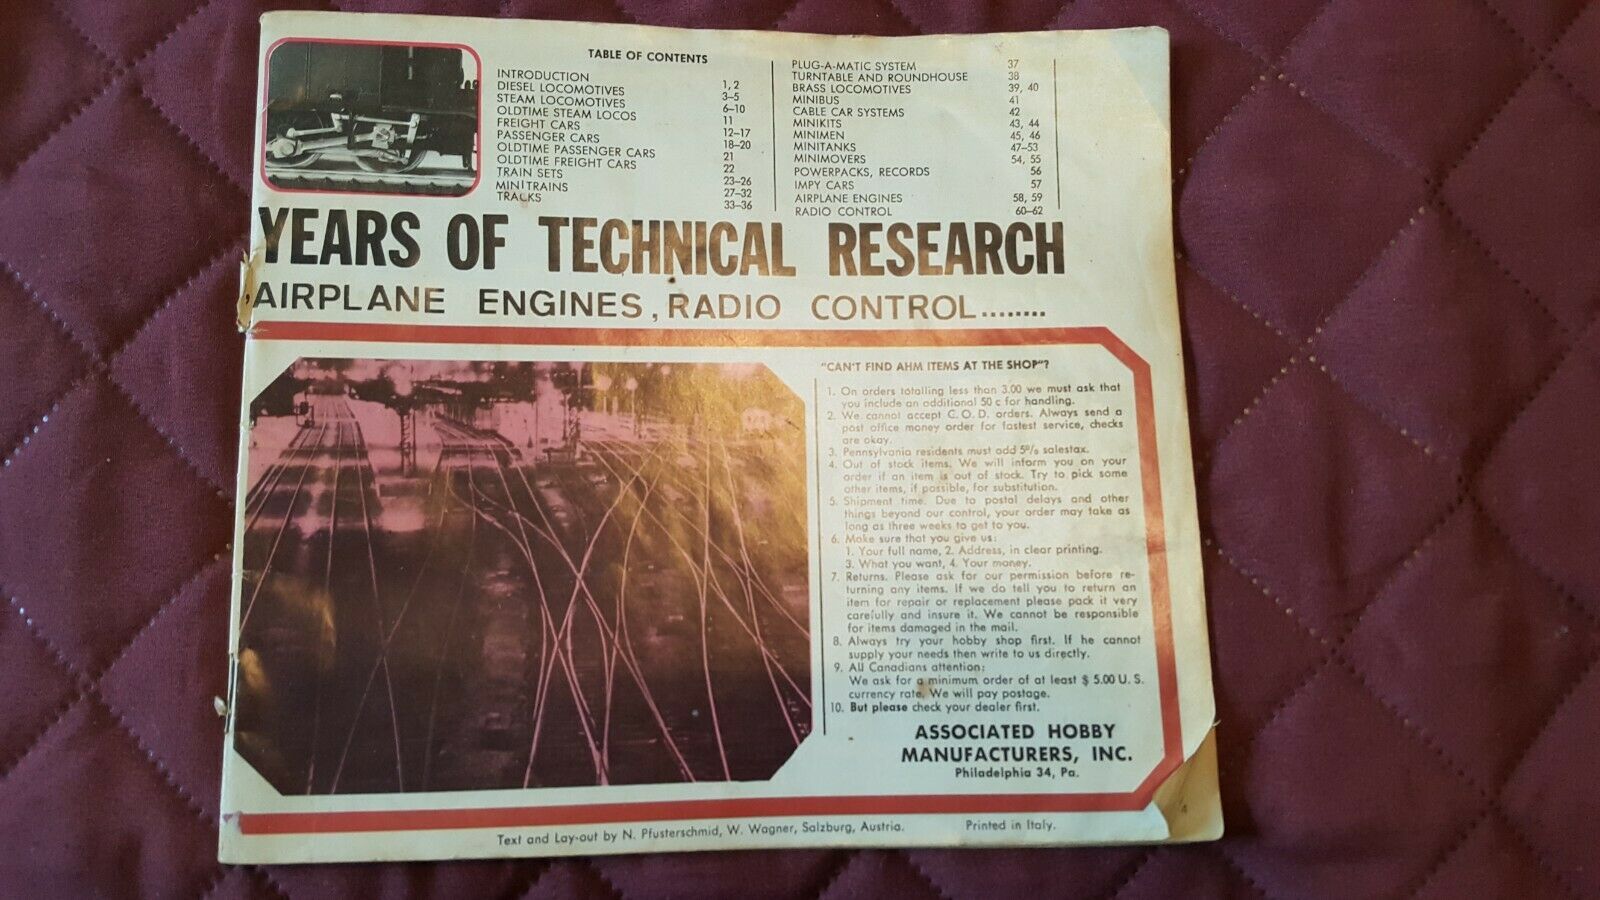 TABLE OF CONTENTS
INTRODUCTION 1, 2
DIESEL LOCOMOTIVES 3–5
STEAM LOCOMOTIVES 6–10
OLDTIME STEAM LOCOS 11
FREIGHT CARS 12–17
PASSENGER CARS 18–20
OLDTIME PASSENGER CARS 21
OLDTIME FREIGHT CARS 22
TRAIN SETS 23–26
MINITRAINS 27–32
TRACKS 33–36
PLUG-A-MATIC SYSTEM 37
TURNTABLE AND ROUNDHOUSE 38
BRASS LOCOMOTIVES 39, 40
MINIBUS 41
CABLE CAR SYSTEMS 42
MINIKITS 43, 44
MINIMEN 45, 46
MINITANKS 47–53
MINIMOVERS 54, 55
POWERPACKS, RECORDS 56
IMPY CARS 57
AIRPLANE ENGINES 58, 59
RADIO CONTROL 60–62
YEARS OF TECHNICAL RESEARCH
AIRPLANE ENGINES, RADIO CONTROL........
"CAN'T FIND AHM ITEMS AT THE SHOP"?
1. On orders totalling less than 3.00 we must ask that
you include an additional 50 c for handling.
2. We cannot accept C. O. D. orders. Always send a
post office money order for fastest service, checks
are okay.
3. Pennsylvania residents must add 5% salestax.
4. Out of stock items. We will inform you on your
order if an item is out of stock. Try to pick some
other items, if possible, for substitution.
5. Shipment time. Due to postal delays and other
things beyond our control, your order may take as
long as three weeks to get to you.
6. Make sure that you give us:
1. Your full name, 2. Address, in clear printing.
3. What you want, 4. Your money.
7. Returns. Please ask for our permission before re-
turning any items. If we do tell you to return an
item for repair or replacement please pack it very
carefully and insure it. We cannot be responsible
for items damaged in the mail.
8. Always try your hobby shop first. If he cannot
supply your needs then write to us directly.
9. All Canadians attention:
We ask for a minimum order of at least $ 5.00 U. S.
currency rate. We will pay postage.
10. But please check your dealer first.
ASSOCIATED HOBBY
MANUFACTURERS, INC.
Philadelphia 34, Pa.
Text and Lay-out by N. Pfusterschmid, W. Wagner, Salzburg, Austria. Printed in Italy.
4